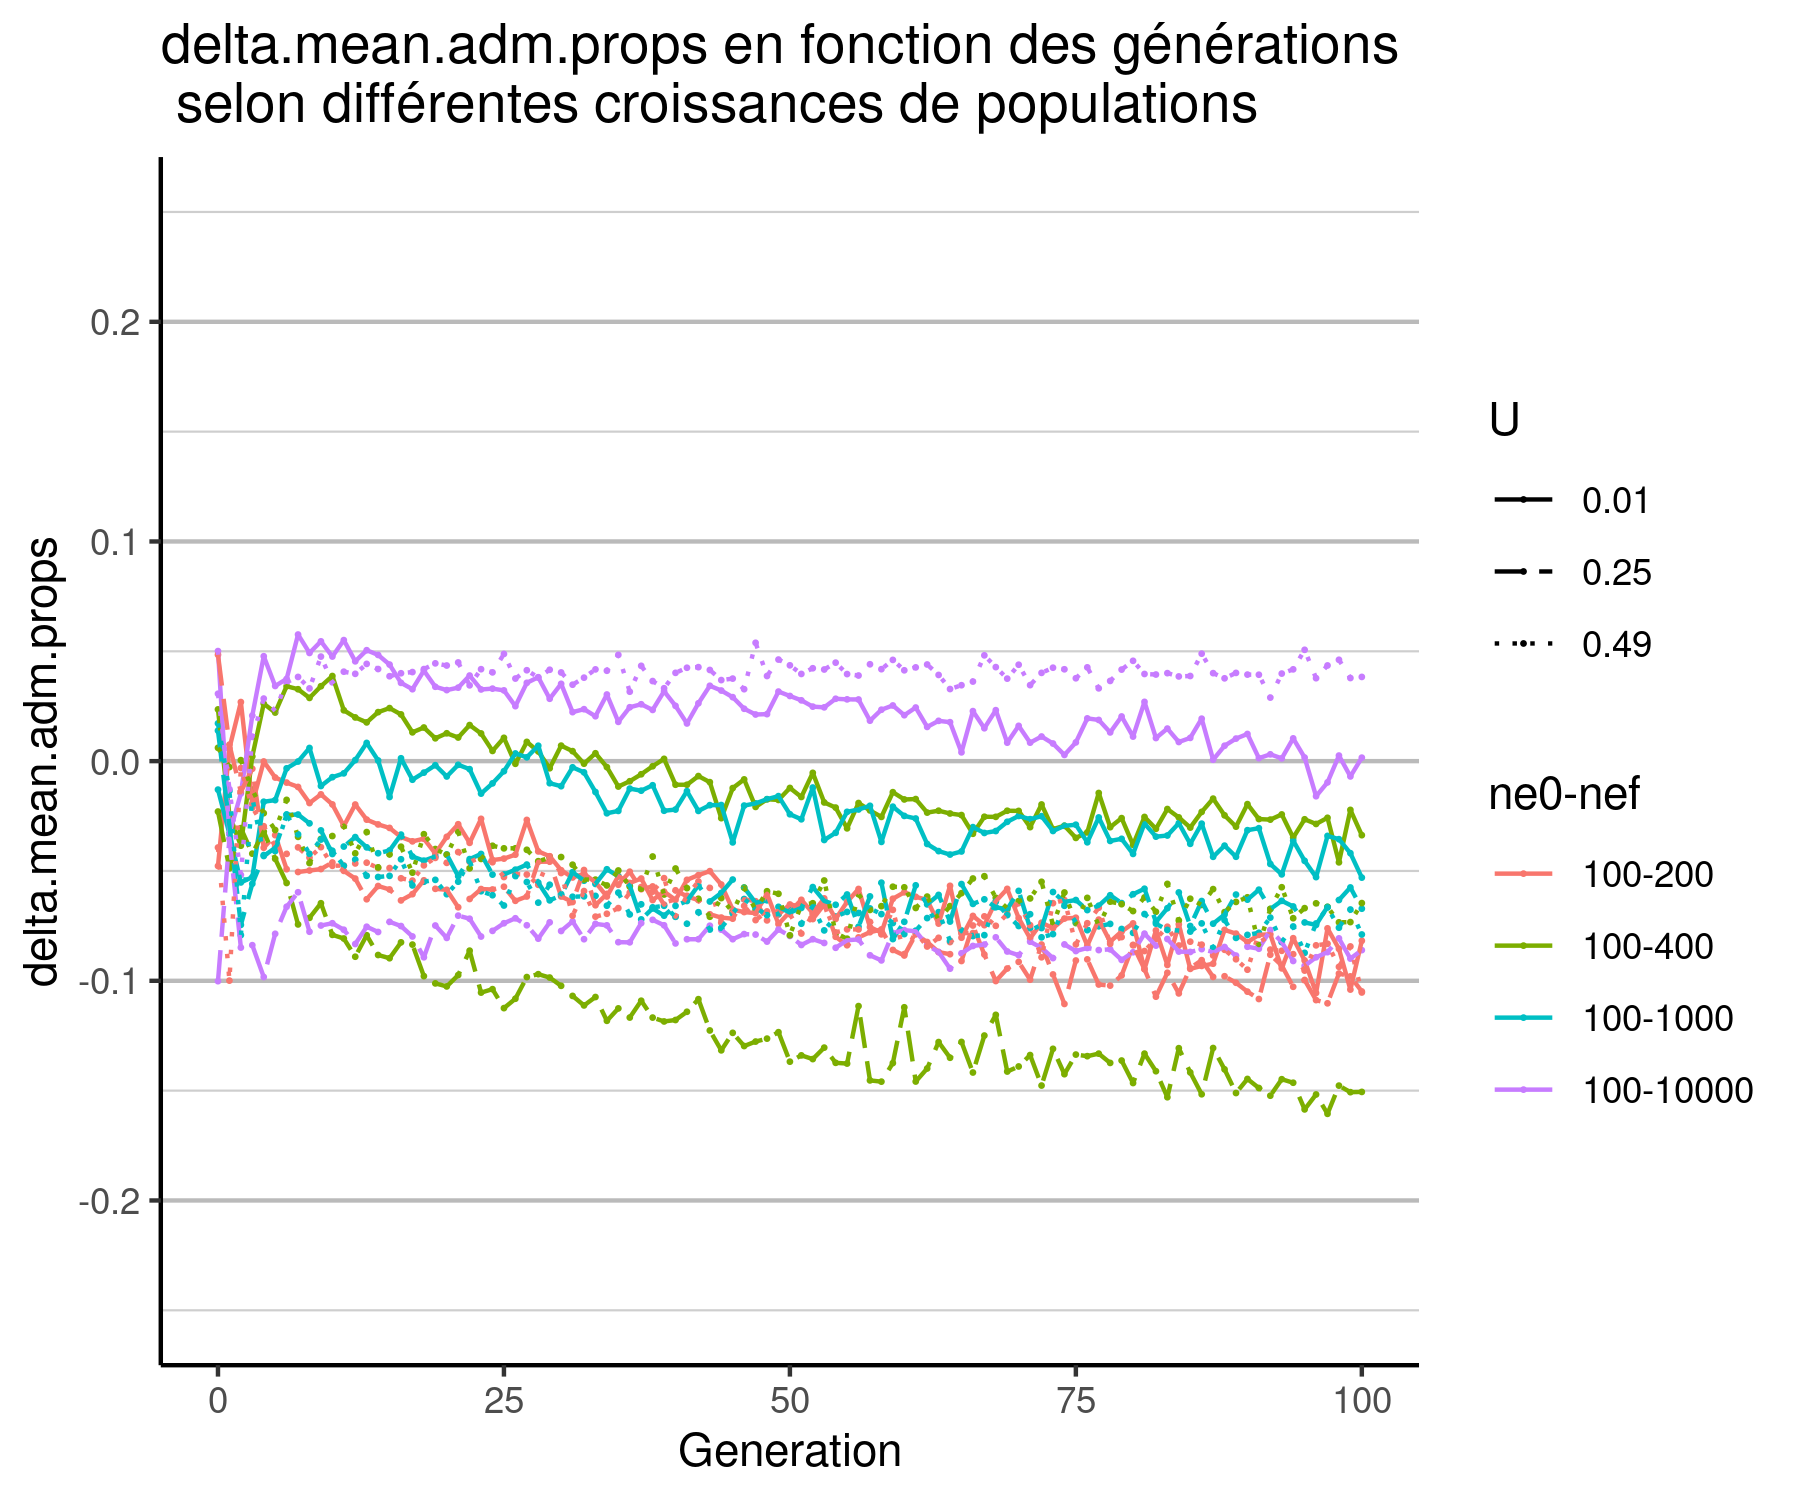 delta.mean.adm.props en fonction des générations
selon différentes croissances de populations
delta.mean.adm.props
0.2
0.1
0.0
-0.1
-0.2
0
25
50
75
100
Generation
U
0.01
0.25
0.49
ne0-nef
100-200
100-400
100-1000
100-10000